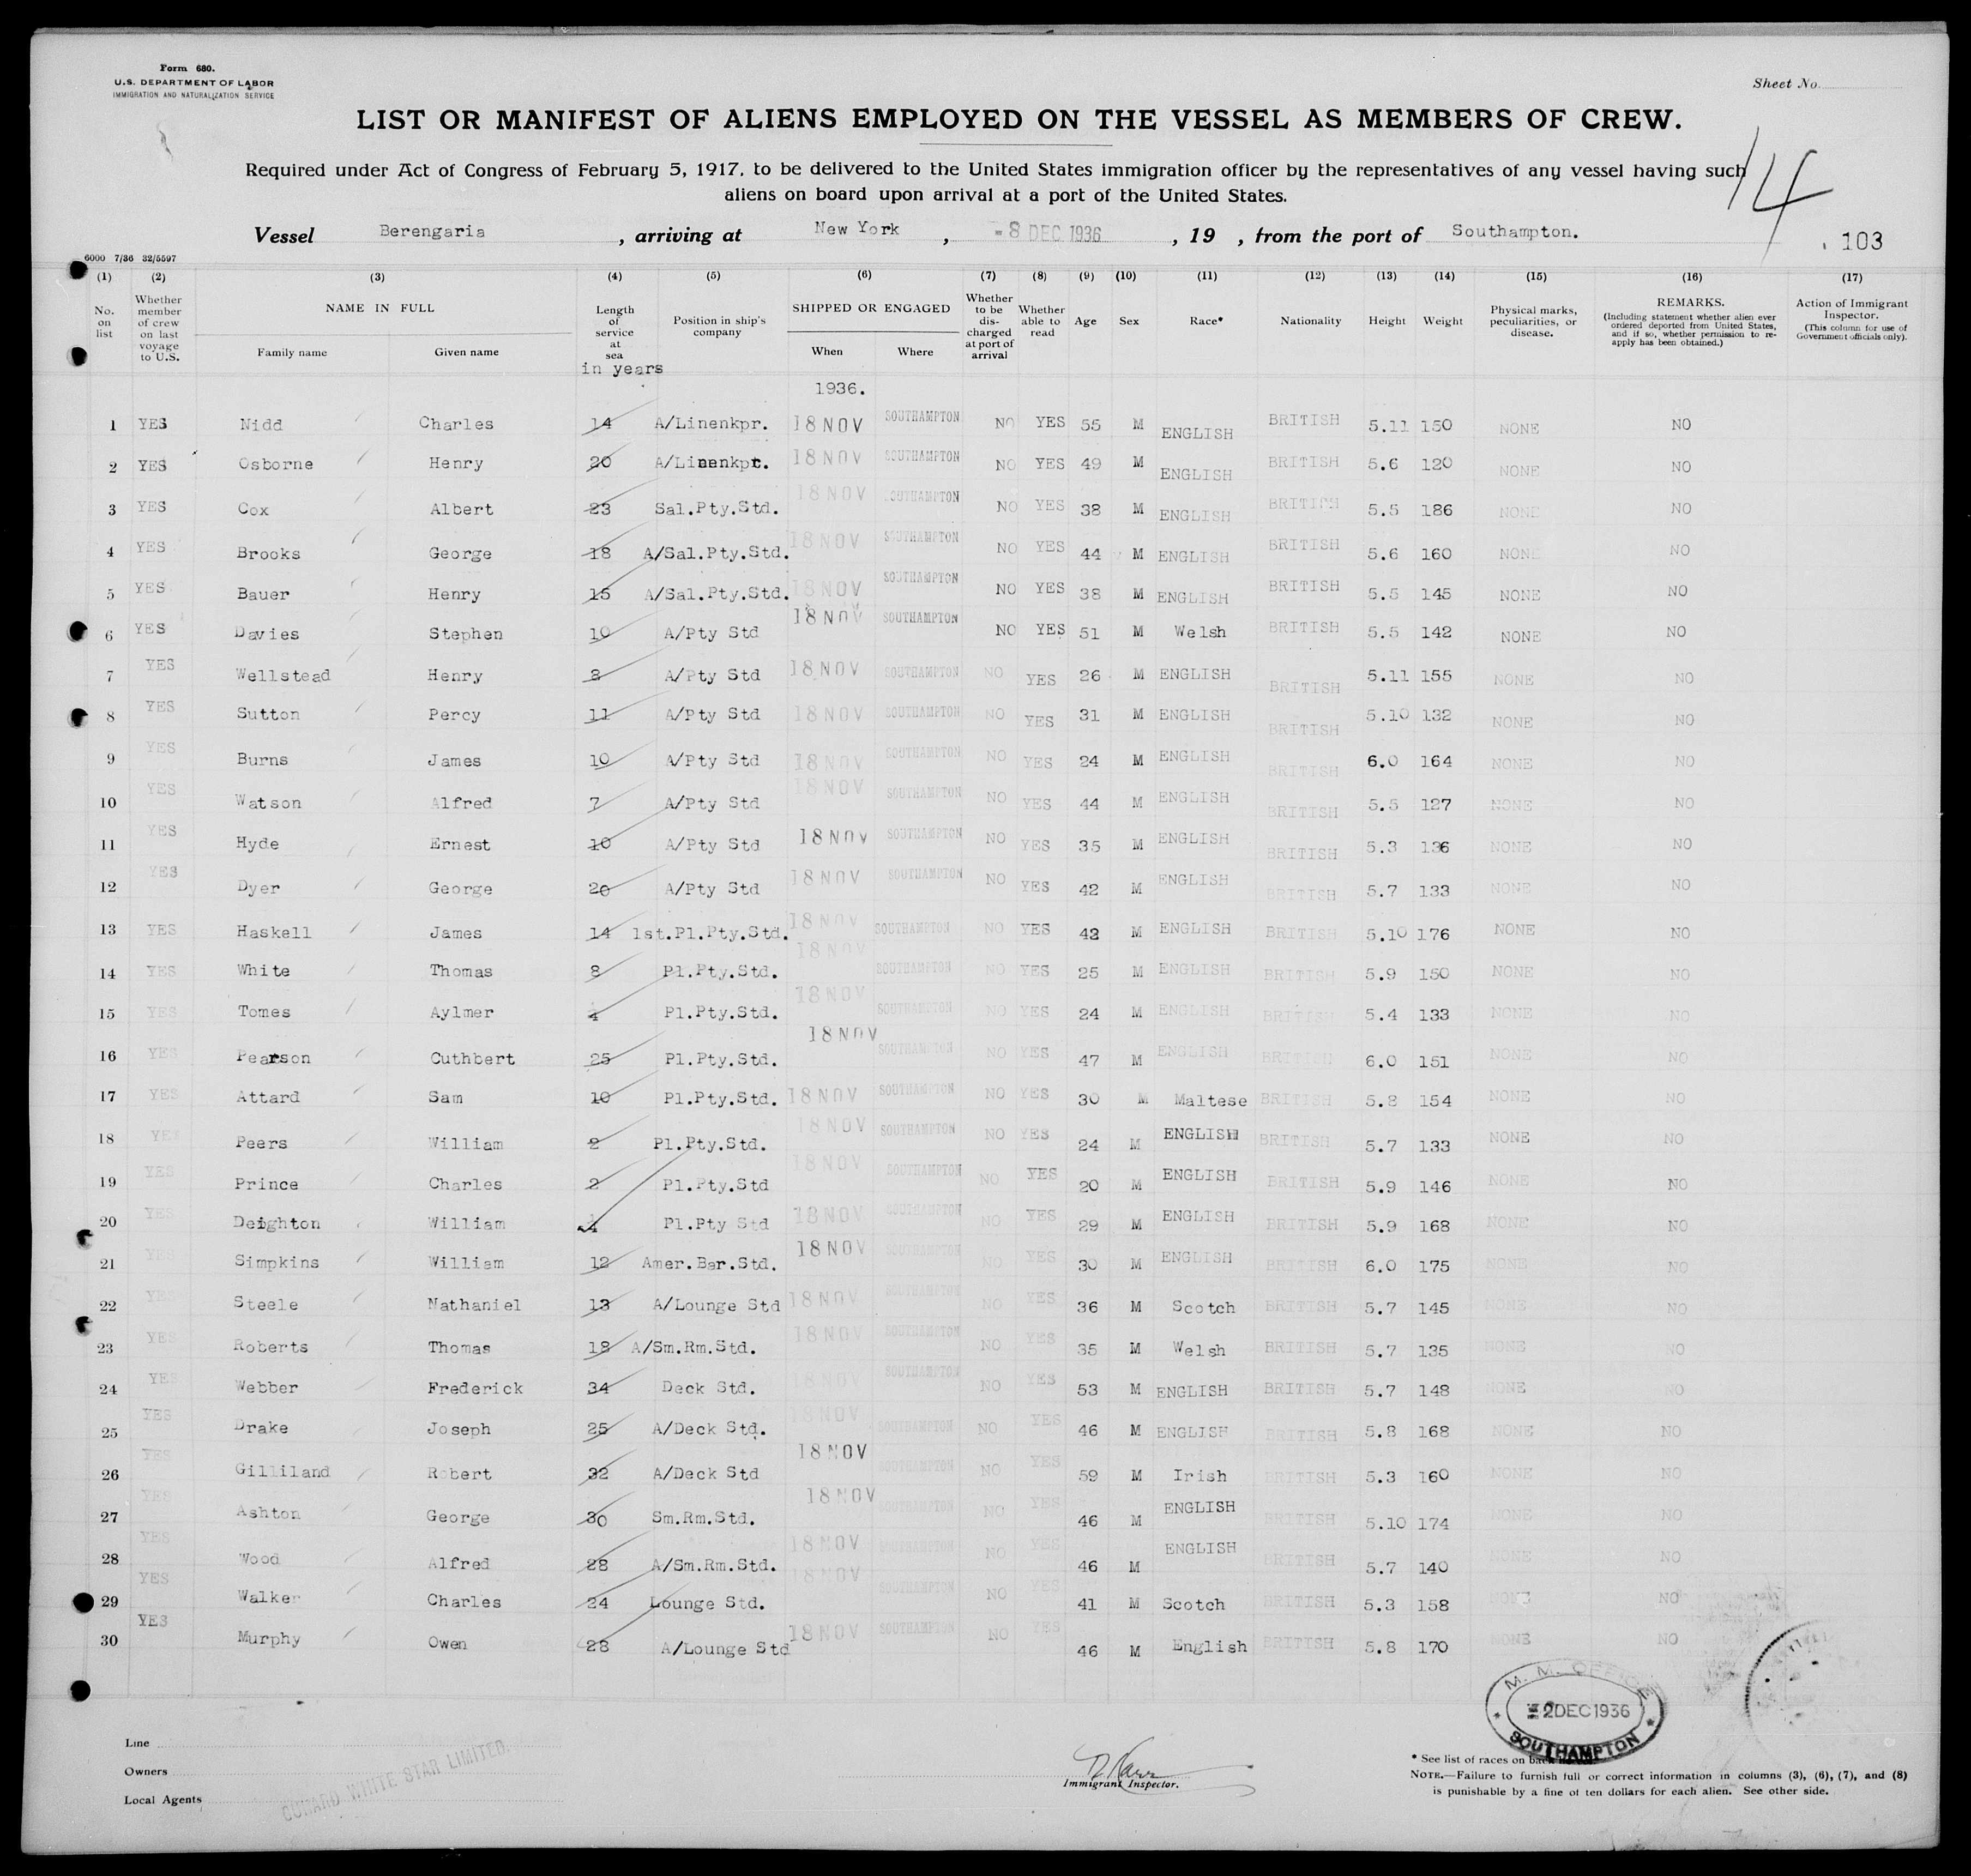 Form 680.
U.S. DEPARTMENT OF LABOR
IMMIGRATION AND NATURALIZATION SERVICE
Sheet No.
LIST OR MANIFEST OF ALIENS EMPLOYED ON THE VESSEL AS MEMBERS OF CREW.
Required under Act of Congress of February 5, 1917, to be delivered to the United States immigration officer by the representatives of any vessel having such
aliens on board upon arrival at a port of the United States.
14
Vessel Berengaria, arriving at New York, -8 DEC 1936, 19 , from the port of Southampton.
103
6000 7/36 32/5597
(1) (2) (3) (4) (5) (6) (7) (8) (9) (10) (11) (12) (13) (14) (15) (16) (17)
No. on list
Whether member of crew on last voyage to U.S.
NAME IN FULL
Family name Given name
Length of service at sea
in years
Position in ship's company
SHIPPED OR ENGAGED
When Where
1936.
Whether to be discharged at port of arrival
Whether able to read
Age Sex Race* Nationality Height Weight
Physical marks, peculiarities, or disease.
REMARKS.
(Including statement whether alien ever ordered deported from United States, and if so, whether permission to re-apply has been obtained.)
Action of Immigrant Inspector.
(This column for use of Government officials only).
1 YES Nidd Charles 14 A/Linenkpr. 18 NOV SOUTHAMPTON NO YES 55 M ENGLISH BRITISH 5.11 150 NONE NO
2 YES Osborne Henry 20 A/Linenkpr. 18 NOV SOUTHAMPTON NO YES 49 M ENGLISH BRITISH 5.6 120 NONE NO
3 YES Cox Albert 23 Sal.Pty.Std. 18 NOV SOUTHAMPTON NO YES 38 M ENGLISH BRITISH 5.5 186 NONE NO
4 YES Brooks George 18 A/Sal.Pty.Std. 18 NOV SOUTHAMPTON NO YES 44 M ENGLISH BRITISH 5.6 160 NONE NO
5 YES Bauer Henry 15 A/Sal.Pty.Std. 18 NOV SOUTHAMPTON NO YES 38 M ENGLISH BRITISH 5.5 145 NONE NO
6 YES Davies Stephen 10 A/Pty Std 18 NOV SOUTHAMPTON NO YES 51 M Welsh BRITISH 5.5 142 NONE NO
7 YES Wellstead Henry 8 A/Pty Std 18 NOV SOUTHAMPTON NO YES 26 M ENGLISH BRITISH 5.11 155 NONE NO
8 YES Sutton Percy 11 A/Pty Std 18 NOV SOUTHAMPTON NO YES 31 M ENGLISH BRITISH 5.10 132 NONE NO
9 YES Burns James 10 A/Pty Std 18 NOV SOUTHAMPTON NO YES 24 M ENGLISH BRITISH 6.0 164 NONE NO
10 YES Watson Alfred 7 A/Pty Std 18 NOV SOUTHAMPTON NO YES 44 M ENGLISH BRITISH 5.5 127 NONE NO
11 YES Hyde Ernest 10 A/Pty Std 18 NOV SOUTHAMPTON NO YES 35 M ENGLISH BRITISH 5.3 136 NONE NO
12 YES Dyer George 20 A/Pty Std 18 NOV SOUTHAMPTON NO YES 42 M ENGLISH BRITISH 5.7 133 NONE NO
13 YES Haskell James 14 1st.Pl.Pty.Std. 18 NOV SOUTHAMPTON NO YES 42 M ENGLISH BRITISH 5.10 176 NONE NO
14 YES White Thomas 8 Pl.Pty.Std. 18 NOV SOUTHAMPTON NO YES 25 M ENGLISH BRITISH 5.9 150 NONE NO
15 YES Tomes Aylmer 4 Pl.Pty.Std. 18 NOV SOUTHAMPTON NO YES 24 M ENGLISH BRITISH 5.4 133 NONE NO
16 YES Pearson Cuthbert 25 Pl.Pty.Std. 18 NOV SOUTHAMPTON NO YES 47 M ENGLISH BRITISH 6.0 151 NONE NO
17 YES Attard Sam 10 Pl.Pty.Std. 18 NOV SOUTHAMPTON NO YES 30 M Maltese BRITISH 5.8 154 NONE NO
18 YES Peers William 2 Pl.Pty.Std. 18 NOV SOUTHAMPTON NO YES 24 M ENGLISH BRITISH 5.7 133 NONE NO
19 YES Prince Charles 2 Pl.Pty.Std 18 NOV SOUTHAMPTON NO YES 20 M ENGLISH BRITISH 5.9 146 NONE NO
20 YES Deighton William Pl.Pty Std 18 NOV SOUTHAMPTON NO YES 29 M ENGLISH BRITISH 5.9 168 NONE NO
21 YES Simpkins William 12 Amer.Bar.Std. 18 NOV SOUTHAMPTON NO YES 30 M ENGLISH BRITISH 6.0 175 NONE NO
22 YES Steele Nathaniel 13 A/Lounge Std 18 NOV SOUTHAMPTON NO YES 36 M Scotch BRITISH 5.7 145 NONE NO
23 YES Roberts Thomas 18 A/Sm.Rm.Std. 18 NOV SOUTHAMPTON NO YES 35 M Welsh BRITISH 5.7 135 NONE NO
24 YES Webber Frederick 34 Deck Std. 18 NOV SOUTHAMPTON NO YES 53 M ENGLISH BRITISH 5.7 148 NONE NO
25 YES Drake Joseph 25 A/Deck Std. 18 NOV SOUTHAMPTON NO YES 46 M ENGLISH BRITISH 5.8 168 NONE NO
26 YES Gilliland Robert 32 A/Deck Std 18 NOV SOUTHAMPTON NO YES 59 M Irish BRITISH 5.3 160 NONE NO
27 YES Ashton George 30 Sm.Rm.Std. 18 NOV SOUTHAMPTON NO YES 46 M ENGLISH BRITISH 5.10 174 NONE NO
28 YES Wood Alfred 28 A/Sm.Rm.Std. 18 NOV SOUTHAMPTON NO YES 46 M ENGLISH BRITISH 5.7 140 NONE NO
29 YES Walker Charles 24 Lounge Std. 18 NOV SOUTHAMPTON NO YES 41 M Scotch BRITISH 5.3 158 NONE NO
30 YES Murphy Owen 28 A/Lounge Std 18 NOV SOUTHAMPTON NO YES 46 M English BRITISH 5.8 170 NONE NO
M. M. OFFICE
2 DEC 1936
SOUTHAMPTON
Line
Owners
Local Agents
CUNARD WHITE STAR LIMITED.
Immigrant Inspector.
* See list of races on back
NOTE.—Failure to furnish full or correct information in columns (3), (6), (7), and (8)
is punishable by a fine of ten dollars for each alien. See other side.